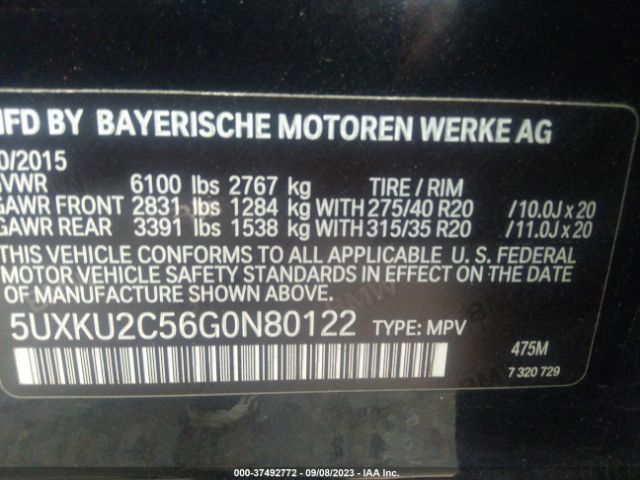 MFD BY BAYERISCHE MOTOREN WERKE AG
0/2015
GVWR 6100 lbs 2767 kg TIRE / RIM
GAWR FRONT 2831 lbs 1284 kg WITH 275/40 R20 /10.0J x 20
GAWR REAR 3391 lbs 1538 kg WITH 315/35 R20 /11.0J x 20
THIS VEHICLE CONFORMS TO ALL APPLICABLE U. S. FEDERAL
MOTOR VEHICLE SAFETY STANDARDS IN EFFECT ON THE DATE
OF MANUFACTURE SHOWN ABOVE.
5UXKU2C56G0N80122 TYPE: MPV
475M
7 320 729
000-37492772 - 09/08/2023 - IAA Inc.